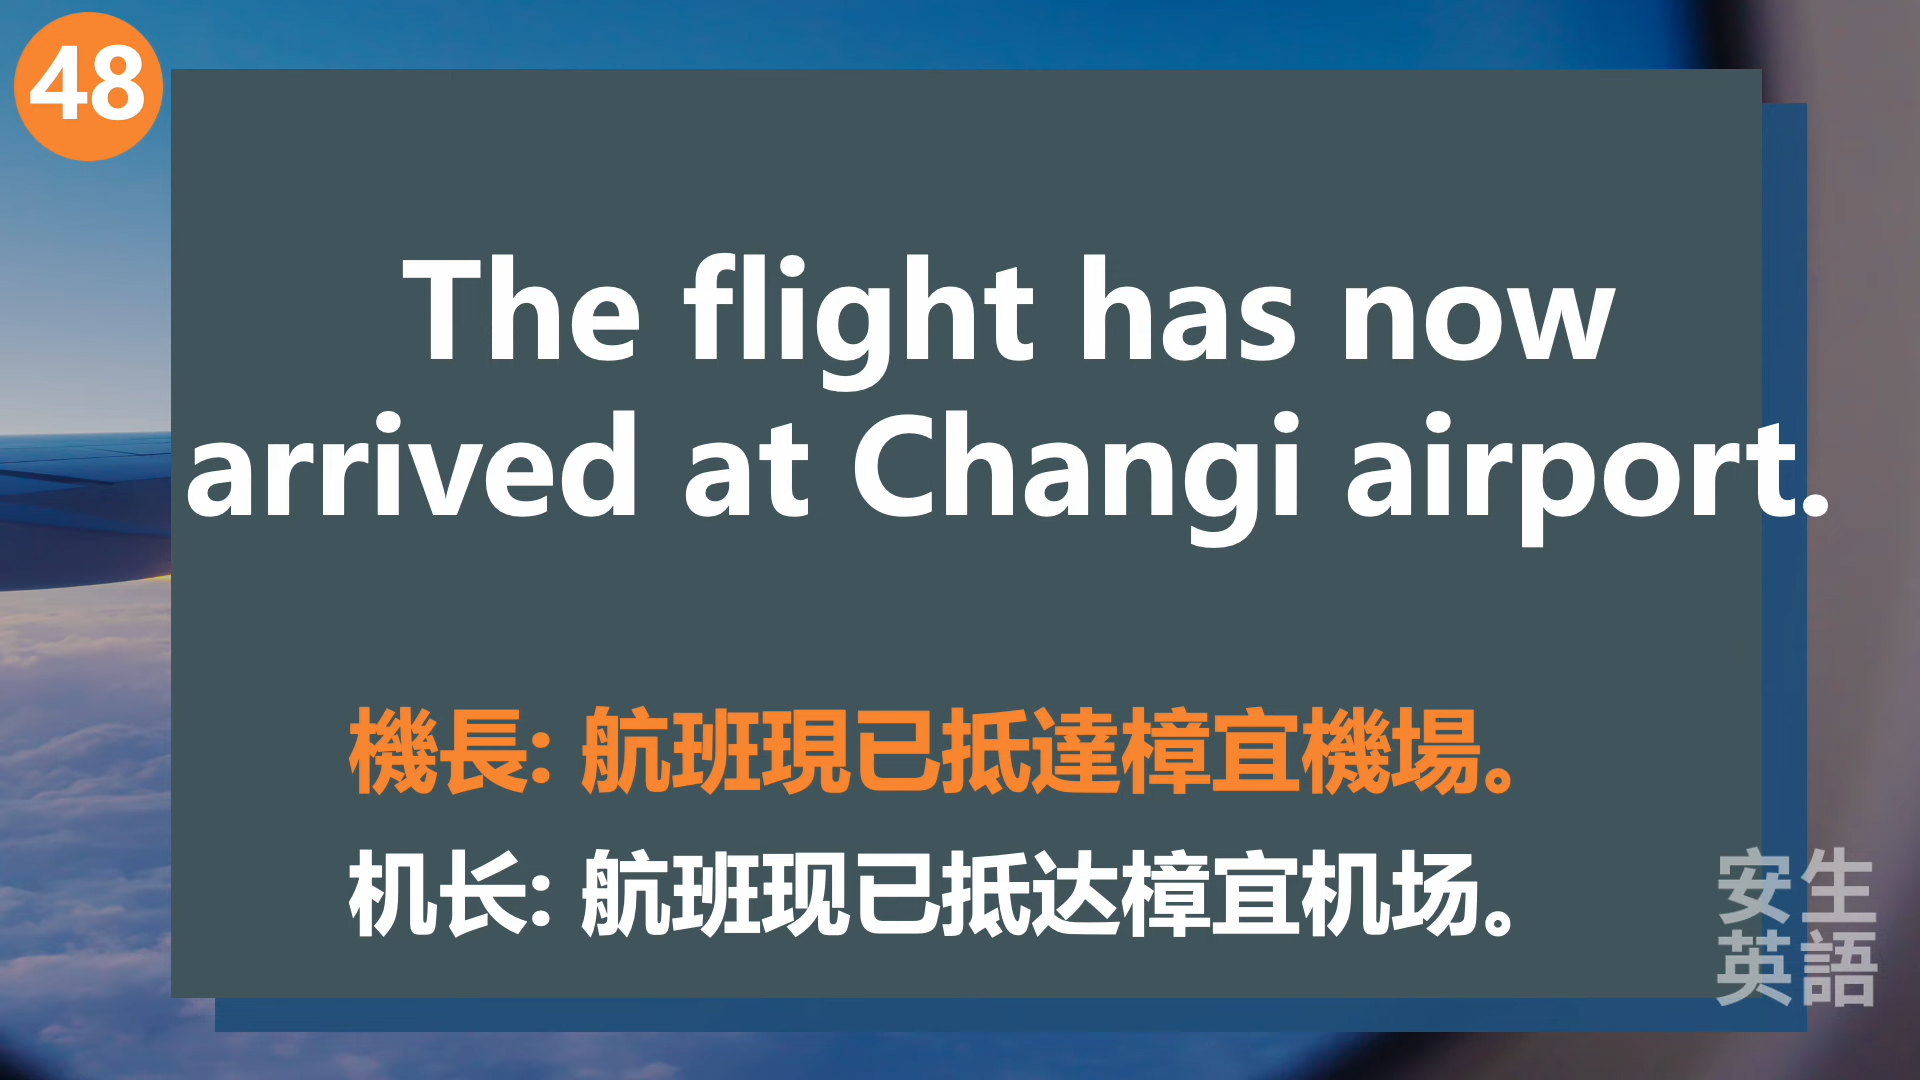 48
The flight has now
arrived at Changi airport.
機長: 航班現已抵達樟宜機場。
机长: 航班现已抵达樟宜机场。
安生
英語